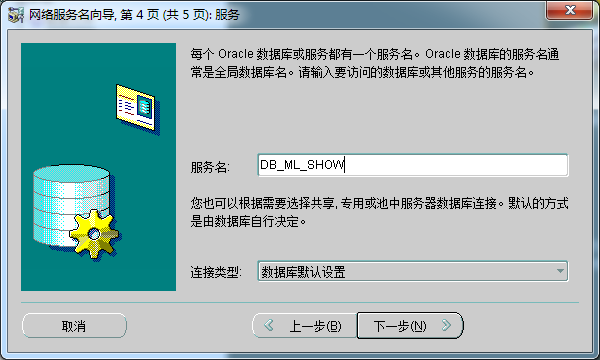 网络服务名向导, 第 4 页 (共 5 页): 服务
每个 Oracle 数据库或服务都有一个服务名。Oracle 数据库的服务名通
常是全局数据库名。请输入要访问的数据库或其他服务的服务名。
服务名: DB_ML_SHOW
您也可以根据需要选择共享, 专用或池中服务器数据库连接。默认的方式
是由数据库自行决定。
连接类型: 数据库默认设置
取消 上一步(B) 下一步(N)